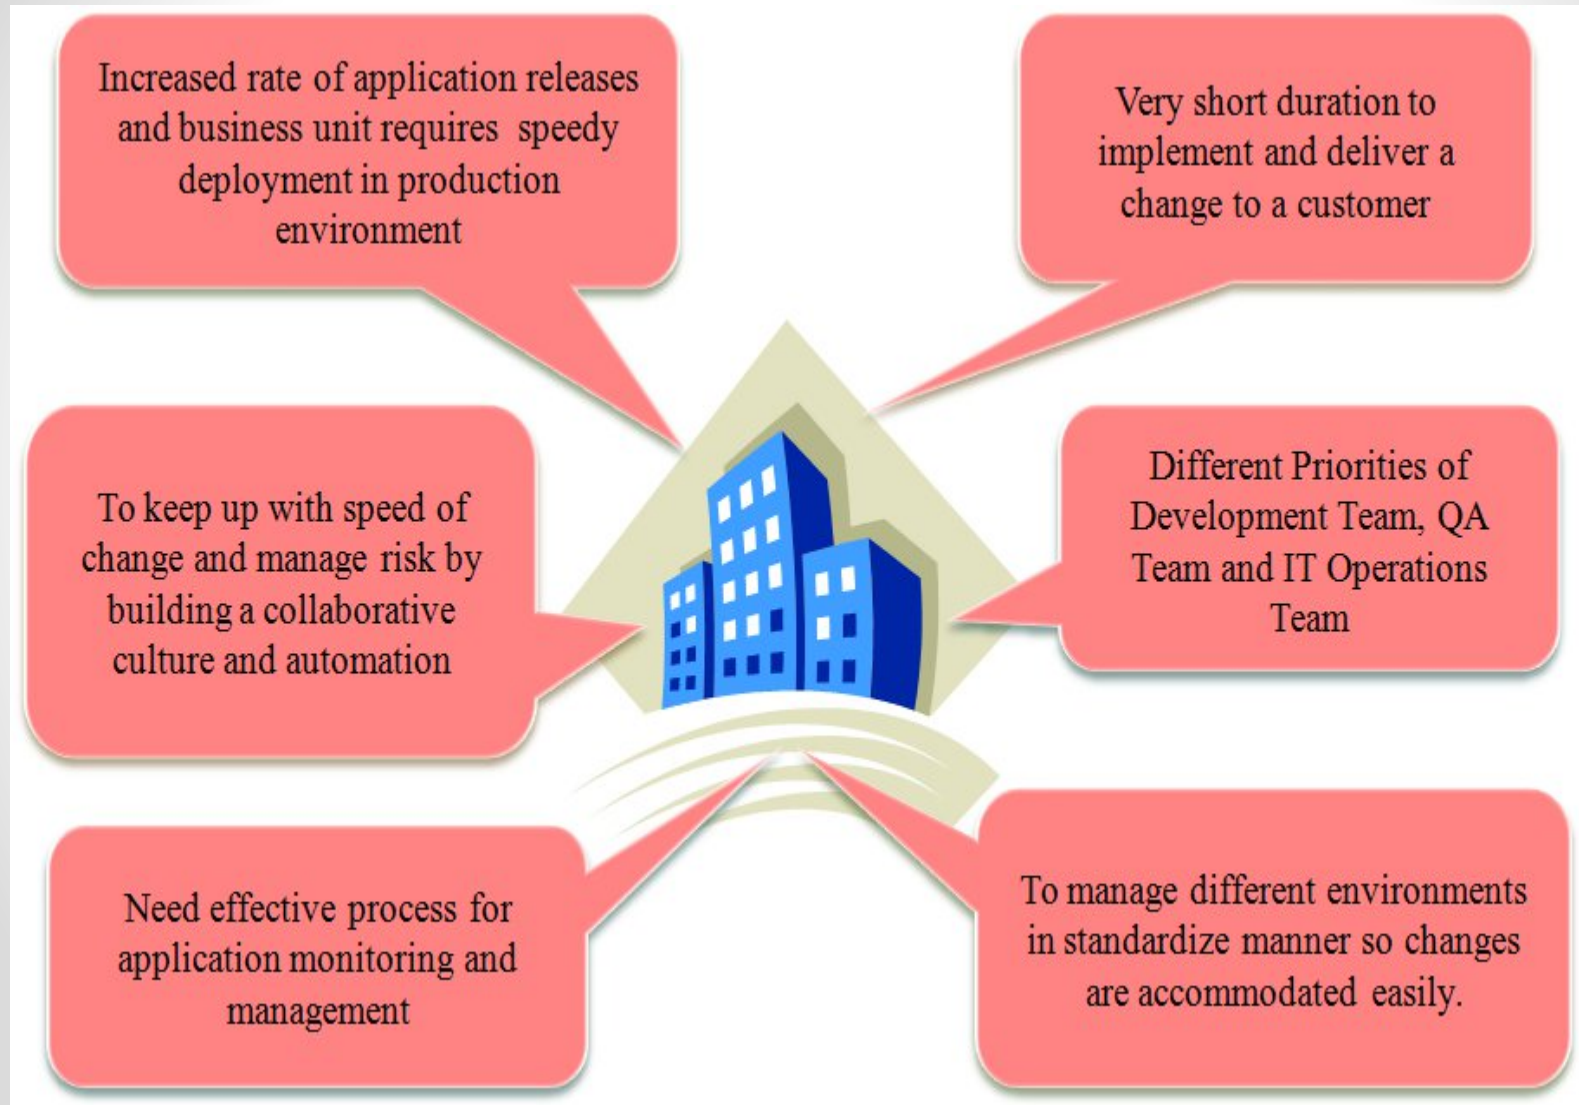 Increased rate of application releases
and business unit requires speedy
deployment in production
environment
Very short duration to
implement and deliver a
change to a customer
To keep up with speed of
change and manage risk by
building a collaborative
culture and automation
Different Priorities of
Development Team, QA
Team and IT Operations
Team
Need effective process for
application monitoring and
management
To manage different environments
in standardize manner so changes
are accommodated easily.